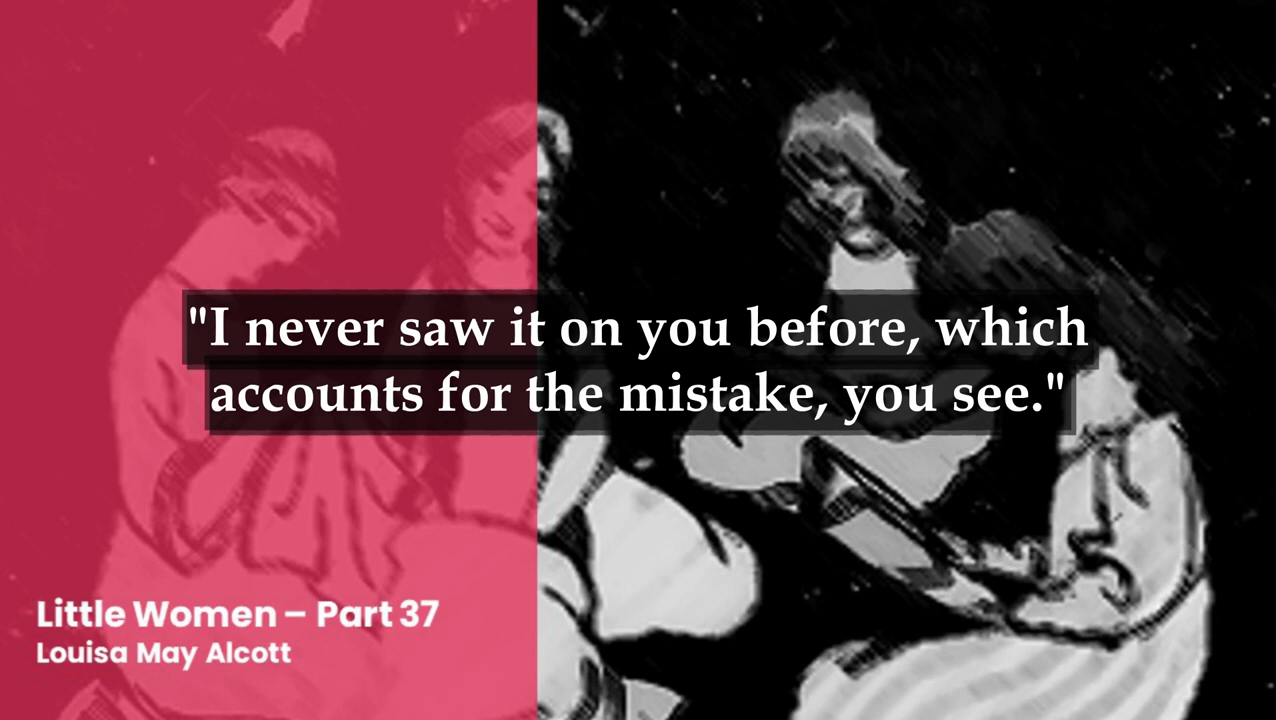 "I never saw it on you before, which
accounts for the mistake, you see."
Little Women – Part 37
Louisa May Alcott